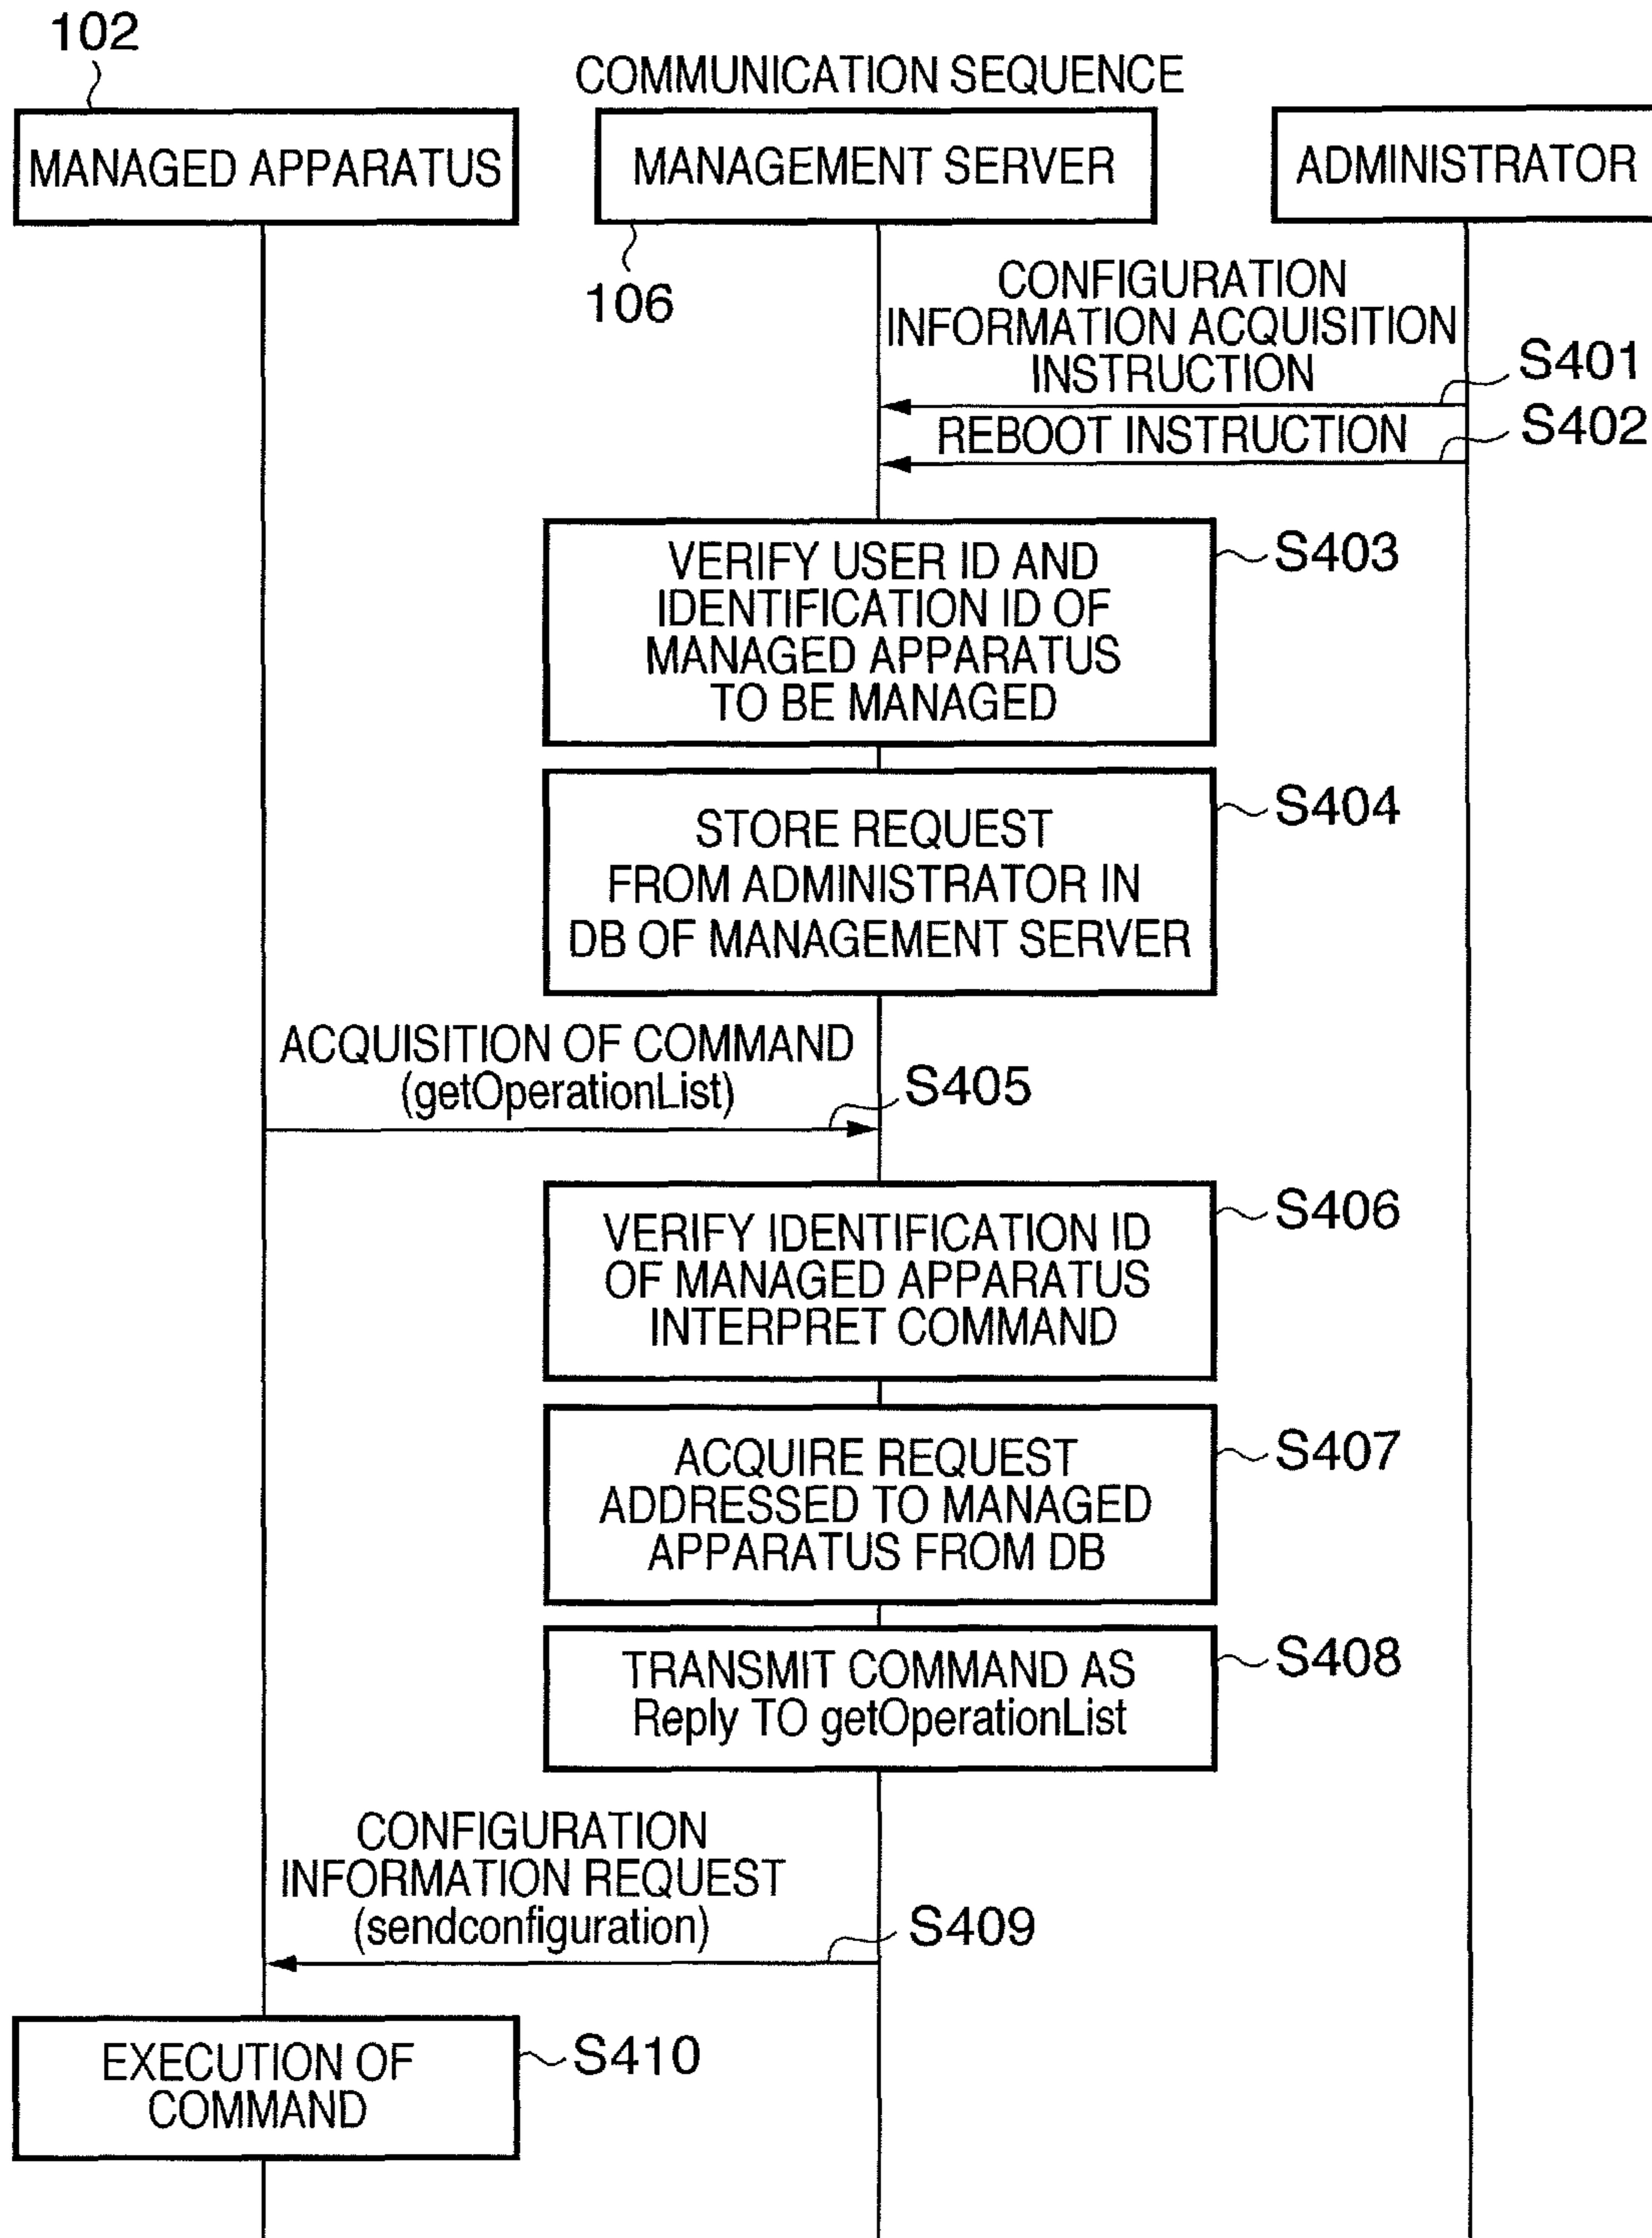 102
COMMUNICATION SEQUENCE
MANAGED APPARATUS
MANAGEMENT SERVER
ADMINISTRATOR
106
CONFIGURATION
INFORMATION ACQUISITION
INSTRUCTION
S401
REBOOT INSTRUCTION
S402
VERIFY USER ID AND
IDENTIFICATION ID OF
MANAGED APPARATUS
TO BE MANAGED
S403
STORE REQUEST
FROM ADMINISTRATOR IN
DB OF MANAGEMENT SERVER
S404
ACQUISITION OF COMMAND
(getOperationList)
S405
VERIFY IDENTIFICATION ID
OF MANAGED APPARATUS
INTERPRET COMMAND
S406
ACQUIRE REQUEST
ADDRESSED TO MANAGED
APPARATUS FROM DB
S407
TRANSMIT COMMAND AS
Reply TO getOperationList
S408
CONFIGURATION
INFORMATION REQUEST
(sendconfiguration)
S409
EXECUTION OF
COMMAND
S410